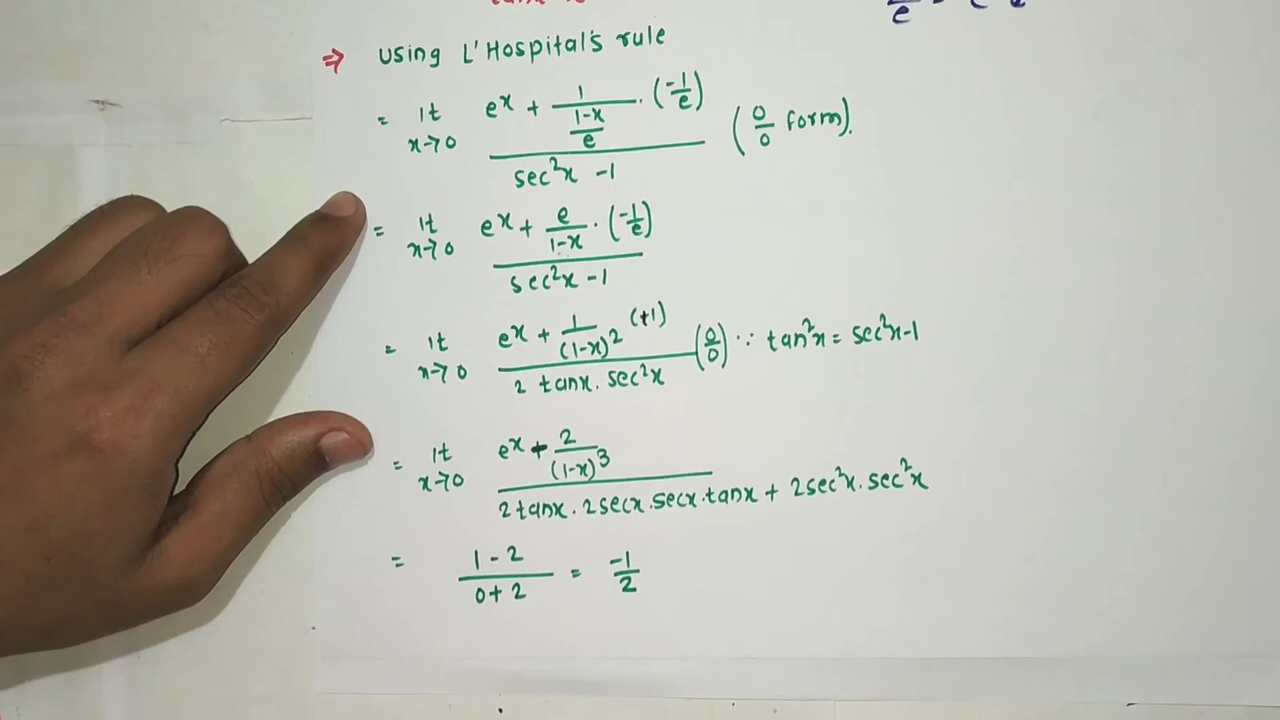 ⇒ Using L'Hospital's rule
= lt x→0 (e^x + 1/((1-x)/e) · (-1/e)) / (sec²x - 1) (0/0 form).
= lt x→0 (e^x + e/(1-x) · (-1/e)) / (sec²x - 1)
= lt x→0 (e^x + 1/(1-x)² (+1)) / (2 tanx . sec²x) (0/0) ∵ tan²x = sec²x-1
= lt x→0 (e^x + 2/(1-x)³) / (2tanx . 2secx . secx . tanx + 2sec²x . sec²x)
= (1-2)/(0+2) = -1/2